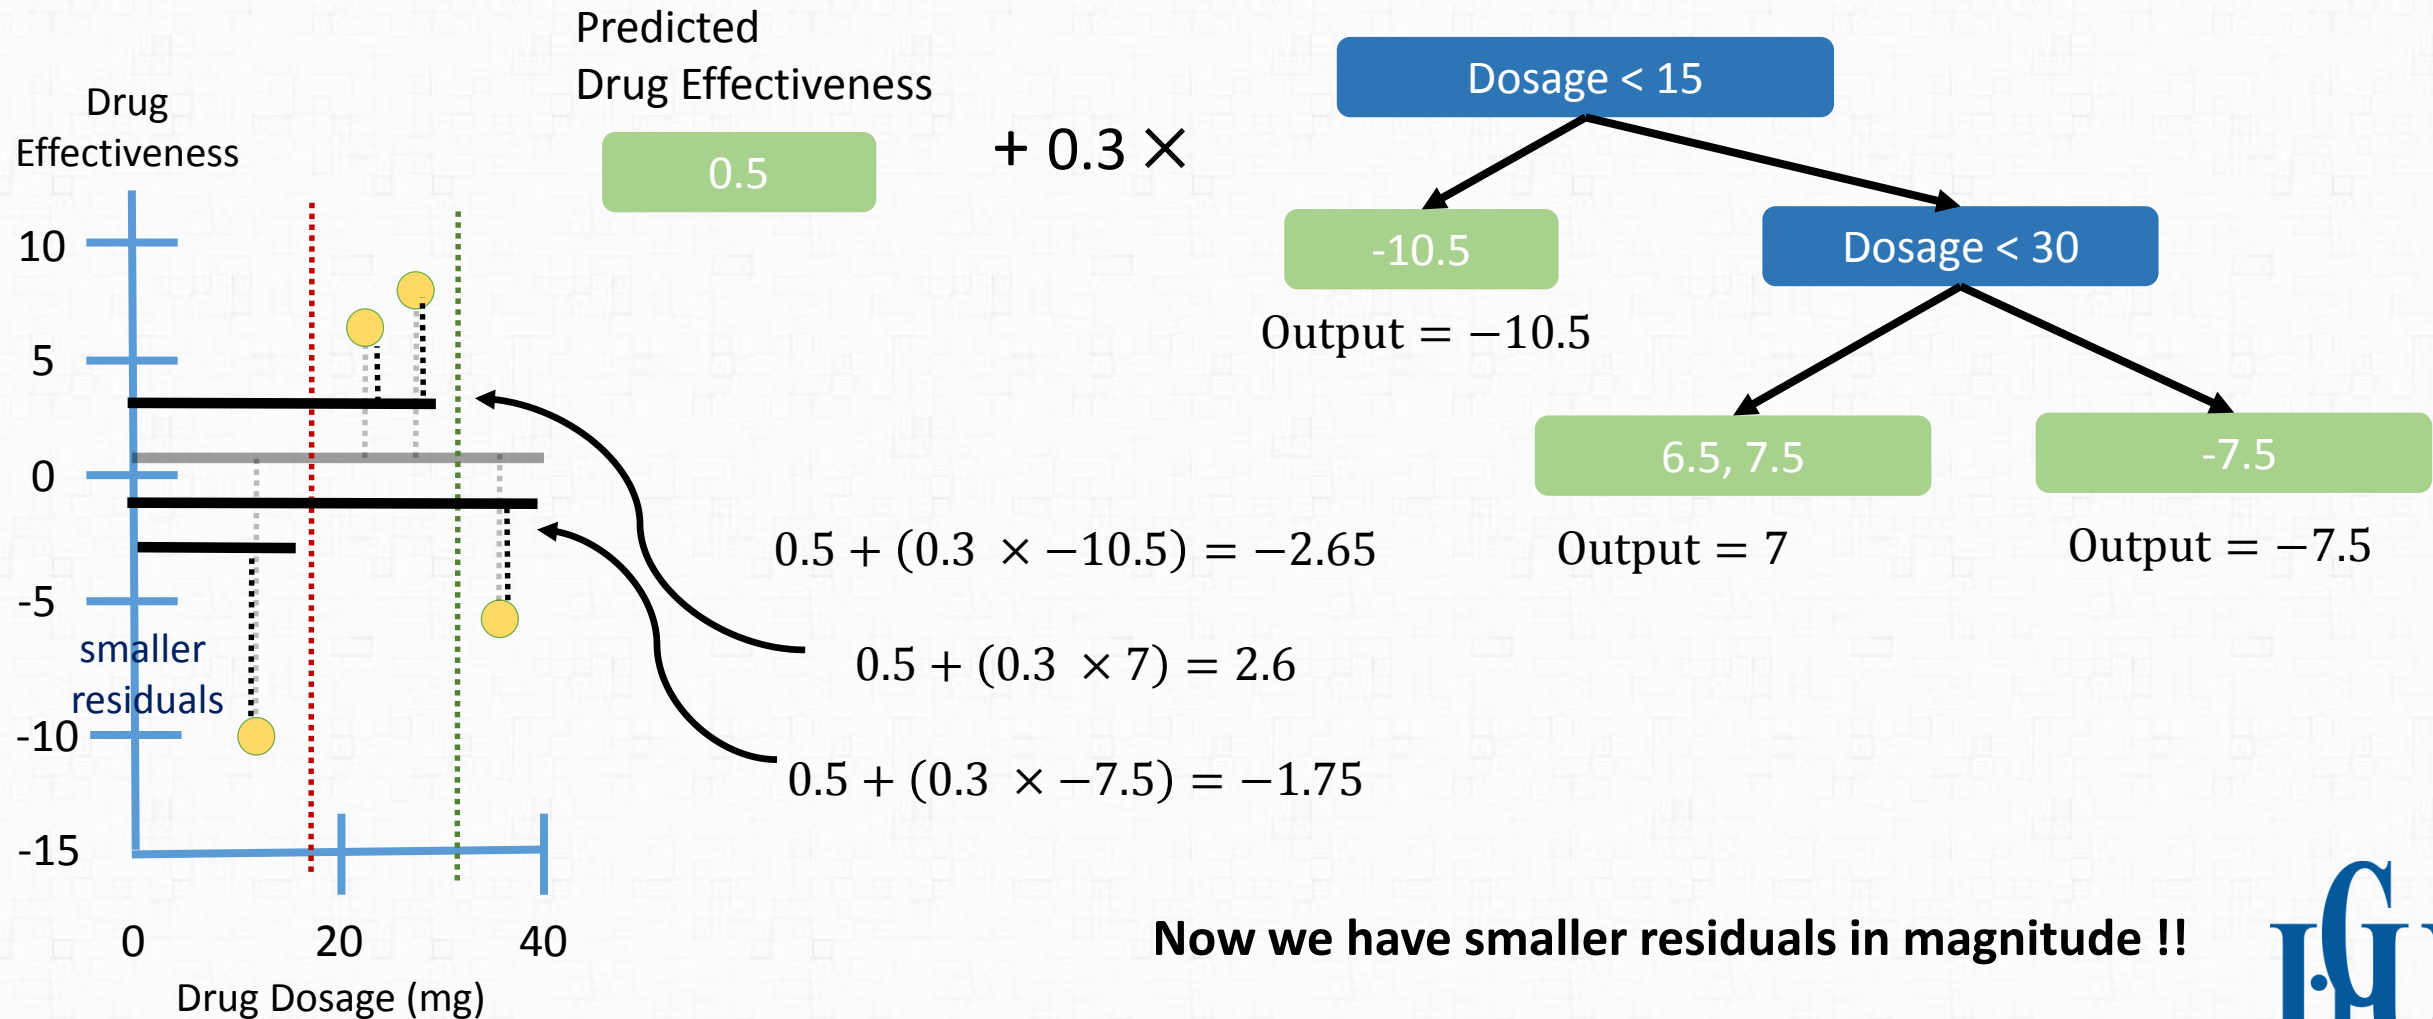 Predicted
Drug Effectiveness
0.5
+ 0.3 ×
Dosage < 15
-10.5
Output = −10.5
Dosage < 30
6.5, 7.5
Output = 7
-7.5
Output = −7.5
Drug
Effectiveness
10
5
0
-5
-10
-15
smaller
residuals
0 20 40
Drug Dosage (mg)
0.5 + (0.3 × −10.5) = −2.65
0.5 + (0.3 × 7) = 2.6
0.5 + (0.3 × −7.5) = −1.75
Now we have smaller residuals in magnitude !!